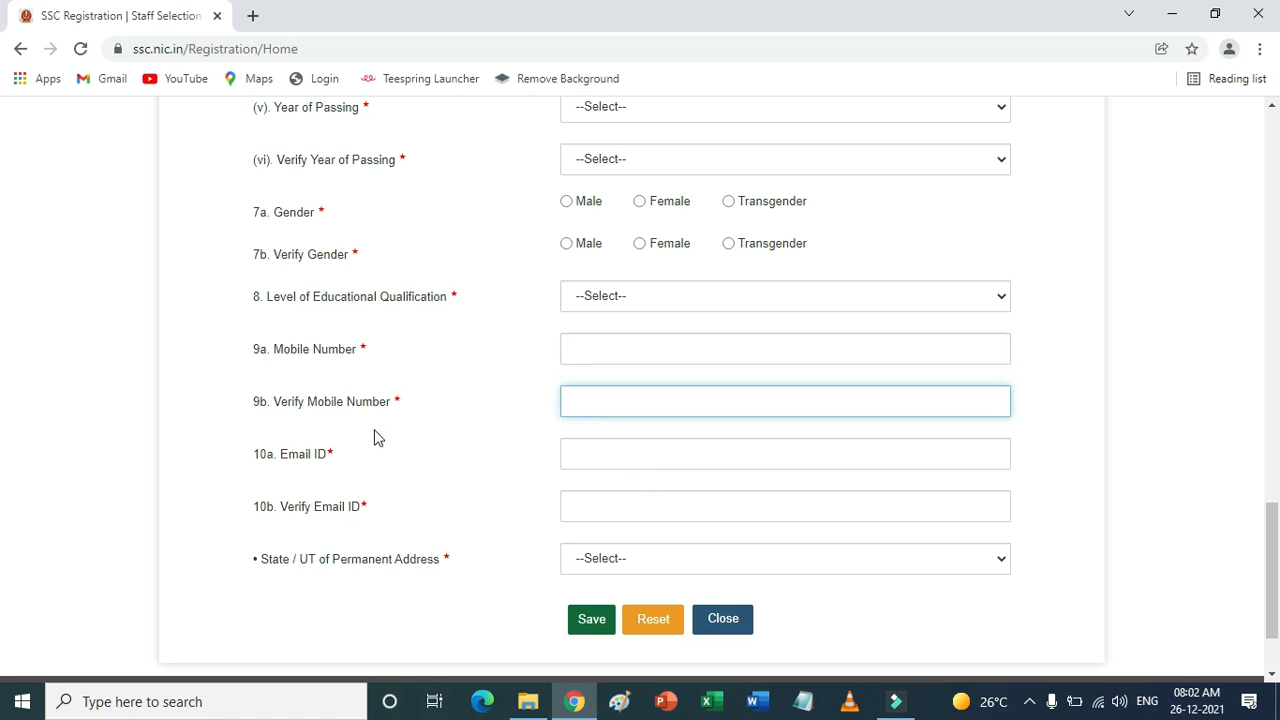 SSC Registration | Staff Selection
ssc.nic.in/Registration/Home
Apps Gmail YouTube Maps Login Teespring Launcher Remove Background Reading list
(v). Year of Passing * --Select--
(vi). Verify Year of Passing * --Select--
7a. Gender * Male Female Transgender
7b. Verify Gender * Male Female Transgender
8. Level of Educational Qualification * --Select--
9a. Mobile Number *
9b. Verify Mobile Number *
10a. Email ID*
10b. Verify Email ID*
• State / UT of Permanent Address * --Select--
Save Reset Close
Type here to search 26°C ENG 08:02 AM
26-12-2021